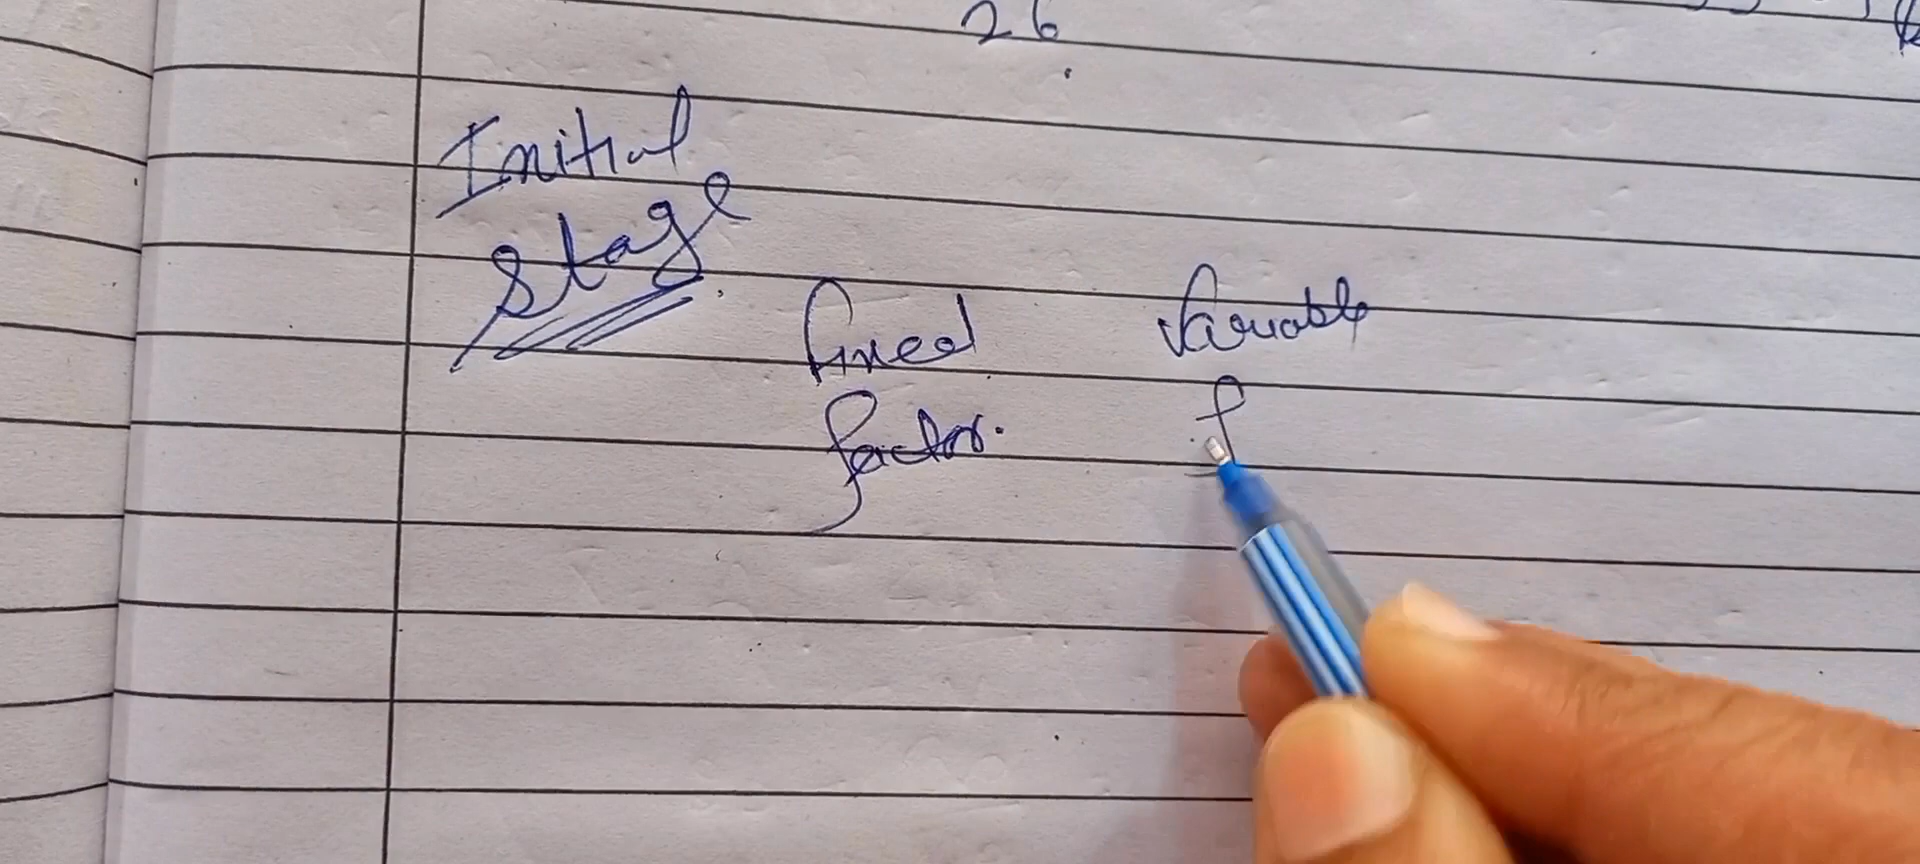 26
Initial
stage
fixed
variable
factor.
f